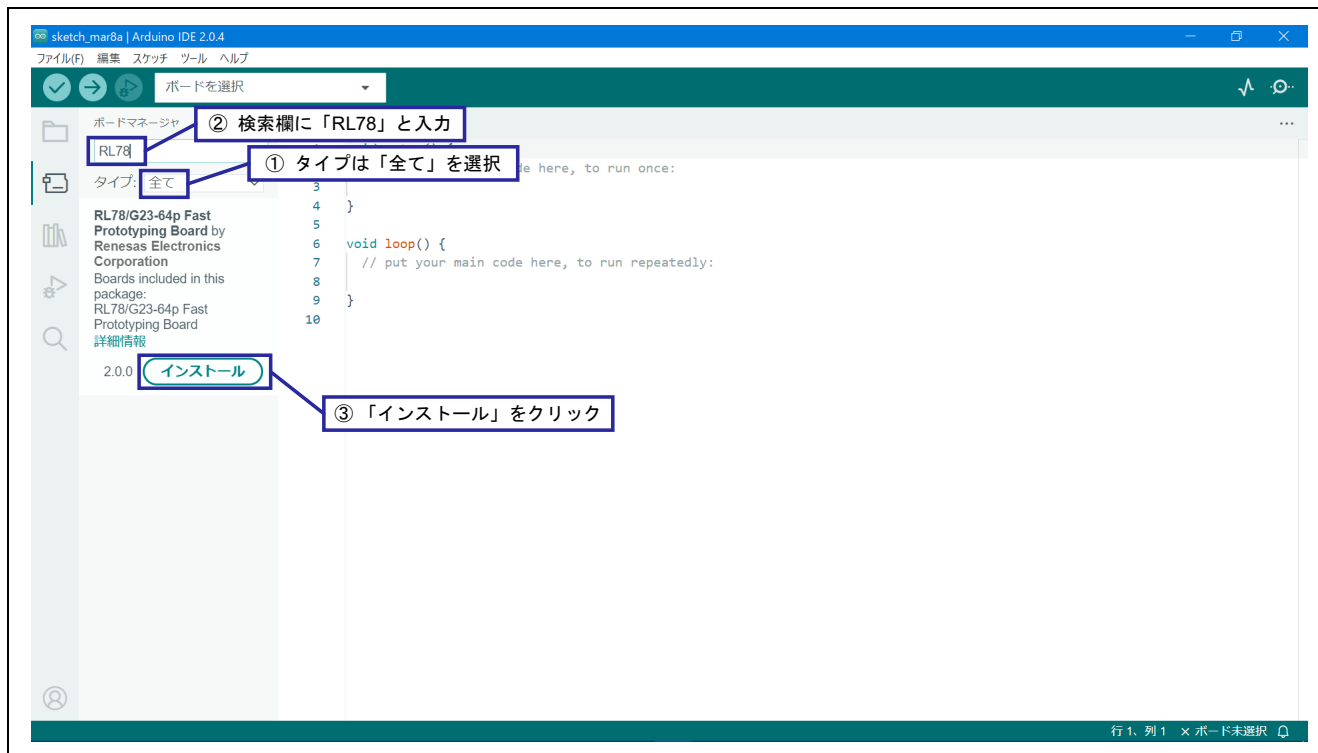 sketch_mar8a | Arduino IDE 2.0.4
ファイル(F) 編集 スケッチ ツール ヘルプ
ボードを選択
ボードマネージャ
② 検索欄に「RL78」と入力
RL78
① タイプは「全て」を選択
タイプ: 全て
de here, to run once:
3
4 }
5
6 void loop() {
7 // put your main code here, to run repeatedly:
8
9 }
10
RL78/G23-64p Fast
Prototyping Board by
Renesas Electronics
Corporation
Boards included in this
package:
RL78/G23-64p Fast
Prototyping Board
詳細情報
2.0.0 インストール
③「インストール」をクリック
行 1、列 1 × ボード未選択